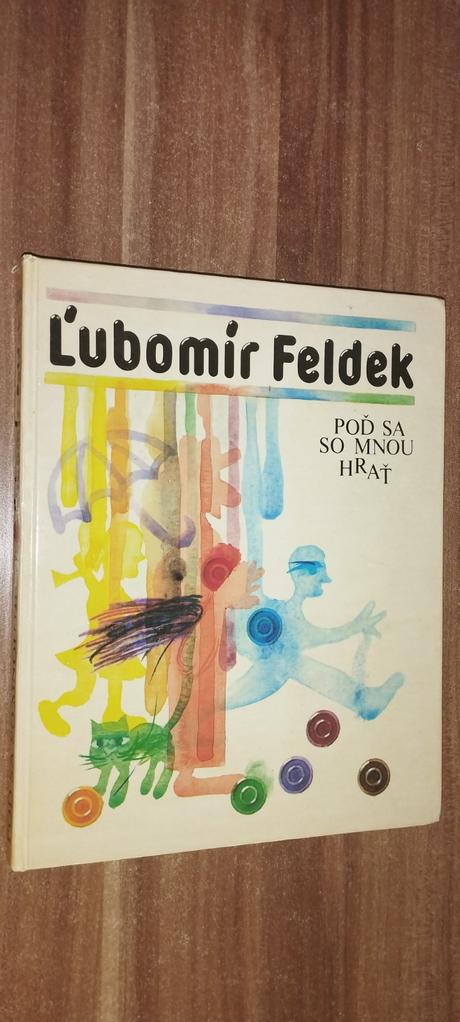 Ľubomír Feldek
POĎ SA
SO MNOU
HRAŤ